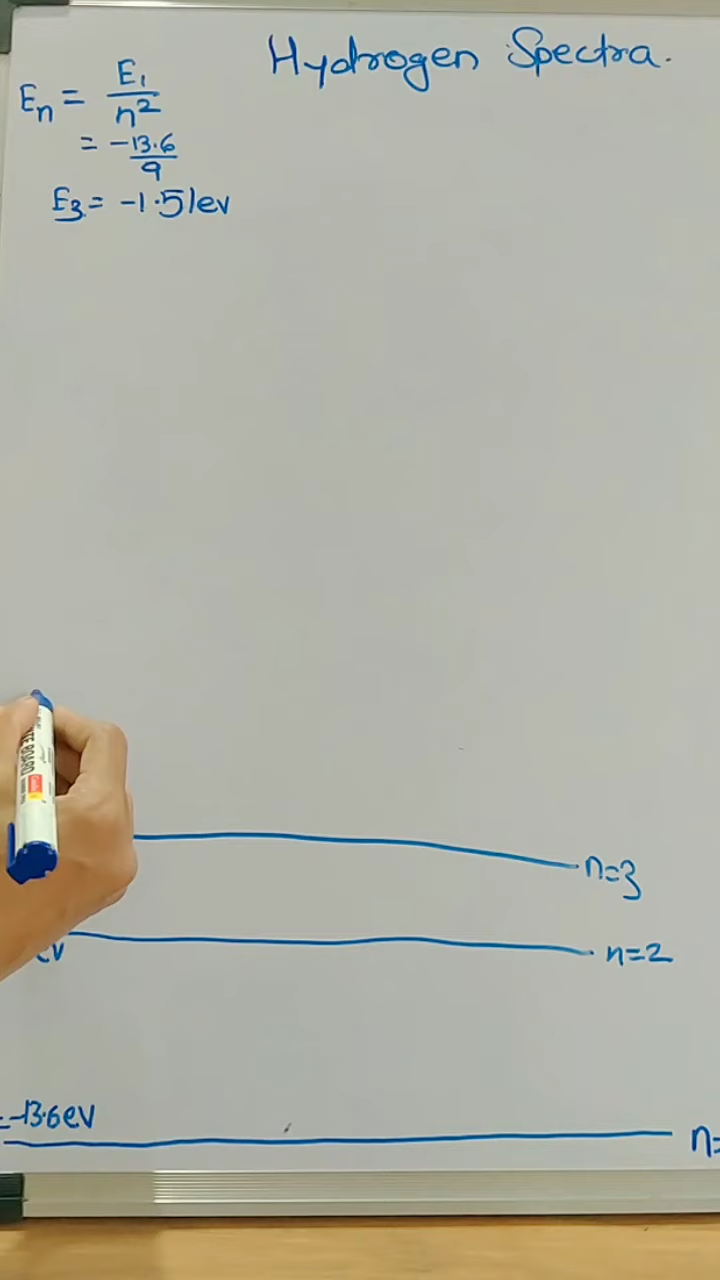 Hydrogen Spectra.
En = E1/n2
= -13.6/9
E3 = -1.51ev
n=3
ev n=2
=-13.6ev
n=